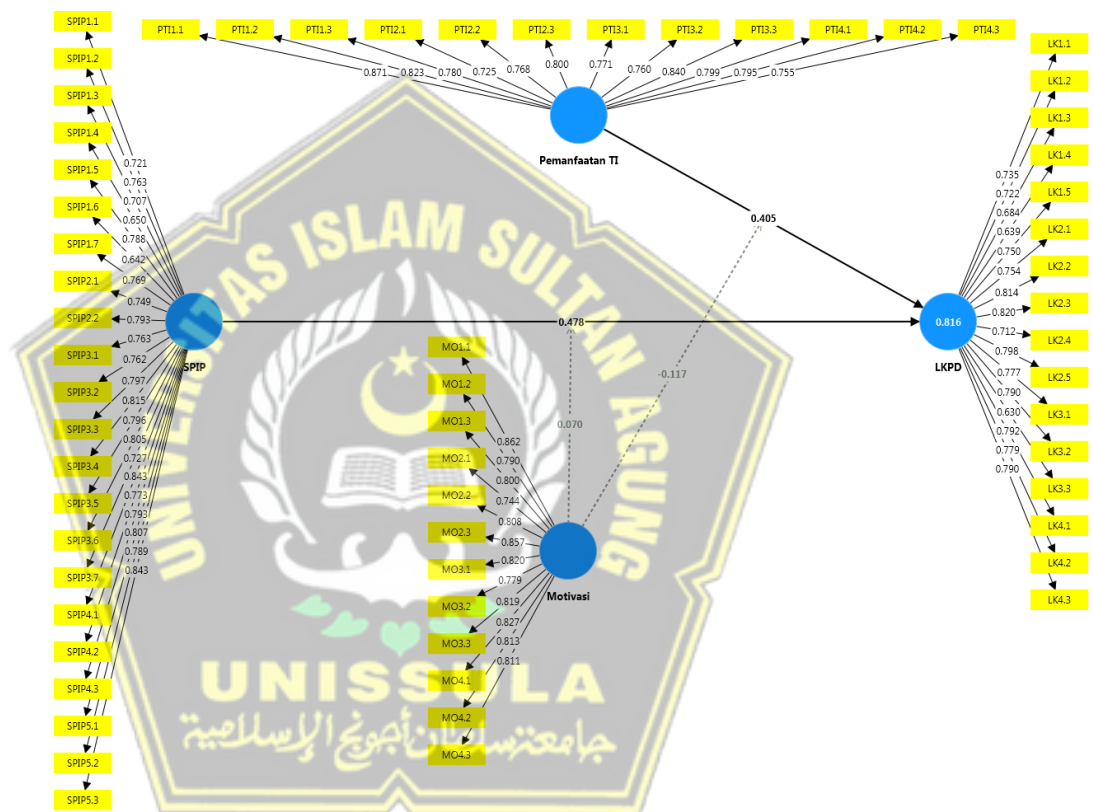 SPIP1.1
SPIP1.2
SPIP1.3
SPIP1.4
SPIP1.5
SPIP1.6
SPIP1.7
SPIP2.1
SPIP2.2
SPIP3.1
SPIP3.2
SPIP3.3
SPIP3.4
SPIP3.5
SPIP3.6
SPIP3.7
SPIP4.1
SPIP4.2
SPIP4.3
SPIP5.1
SPIP5.2
SPIP5.3
0.721
0.763
0.707
0.650
0.788
0.642
0.769
0.749
0.793
0.763
0.762
0.797
0.815
0.796
0.805
0.727
0.843
0.773
0.793
0.807
0.789
0.843
SPIP
PTI1.1 PTI1.2 PTI1.3 PTI2.1 PTI2.2 PTI2.3 PTI3.1 PTI3.2 PTI3.3 PTI4.1 PTI4.2 PTI4.3
0.871 0.823 0.780 0.725 0.768 0.800 0.771 0.760 0.840 0.799 0.795 0.755
Pemanfaatan TI
0.405
0.478
-0.117
0.070
MO1.1
MO1.2
MO1.3
MO2.1
MO2.2
MO2.3
MO3.1
MO3.2
MO3.3
MO4.1
MO4.2
MO4.3
0.862
0.790
0.800
0.744
0.808
0.857
0.820
0.779
0.819
0.827
0.813
0.811
Motivasi
0.816
LKPD
0.735
0.722
0.684
0.639
0.750
0.754
0.814
0.820
0.712
0.798
0.777
0.790
0.630
0.792
0.779
0.790
LK1.1
LK1.2
LK1.3
LK1.4
LK1.5
LK2.1
LK2.2
LK2.3
LK2.4
LK2.5
LK3.1
LK3.2
LK3.3
LK4.1
LK4.2
LK4.3
UNIVERSITAS ISLAM SULTAN AGUNG
UNISSULA
جامعتسلطان أجونج الإسلامية